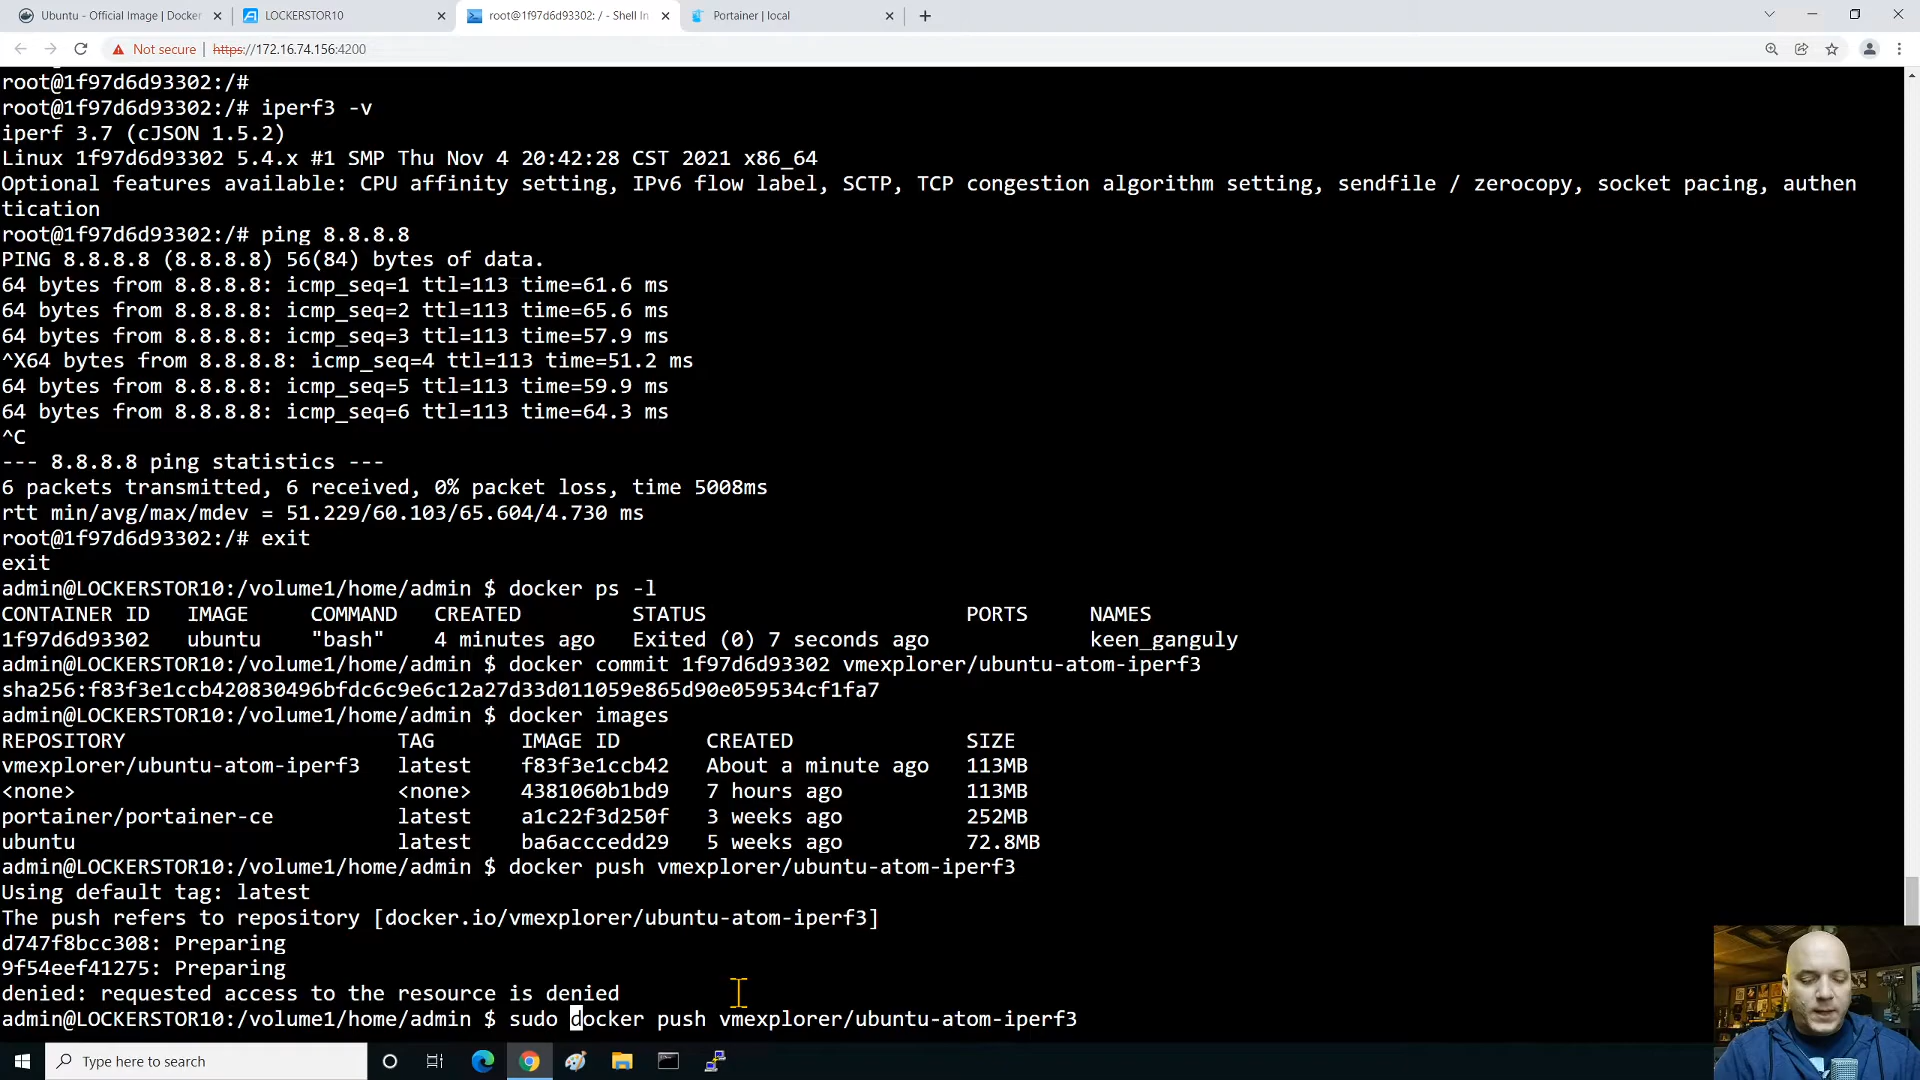 Ubuntu - Official Image | Docker
LOCKERSTOR10
root@1f97d6d93302: / - Shell In
Portainer | local
Not secure | https://172.16.74.156:4200
root@1f97d6d93302:/#
root@1f97d6d93302:/# iperf3 -v
iperf 3.7 (cJSON 1.5.2)
Linux 1f97d6d93302 5.4.x #1 SMP Thu Nov 4 20:42:28 CST 2021 x86_64
Optional features available: CPU affinity setting, IPv6 flow label, SCTP, TCP congestion algorithm setting, sendfile / zerocopy, socket pacing, authen
tication
root@1f97d6d93302:/# ping 8.8.8.8
PING 8.8.8.8 (8.8.8.8) 56(84) bytes of data.
64 bytes from 8.8.8.8: icmp_seq=1 ttl=113 time=61.6 ms
64 bytes from 8.8.8.8: icmp_seq=2 ttl=113 time=65.6 ms
64 bytes from 8.8.8.8: icmp_seq=3 ttl=113 time=57.9 ms
^X64 bytes from 8.8.8.8: icmp_seq=4 ttl=113 time=51.2 ms
64 bytes from 8.8.8.8: icmp_seq=5 ttl=113 time=59.9 ms
64 bytes from 8.8.8.8: icmp_seq=6 ttl=113 time=64.3 ms
^C
--- 8.8.8.8 ping statistics ---
6 packets transmitted, 6 received, 0% packet loss, time 5008ms
rtt min/avg/max/mdev = 51.229/60.103/65.604/4.730 ms
root@1f97d6d93302:/# exit
exit
admin@LOCKERSTOR10:/volume1/home/admin $ docker ps -l
CONTAINER ID   IMAGE     COMMAND   CREATED         STATUS                     PORTS     NAMES
1f97d6d93302   ubuntu    "bash"    4 minutes ago   Exited (0) 7 seconds ago             keen_ganguly
admin@LOCKERSTOR10:/volume1/home/admin $ docker commit 1f97d6d93302 vmexplorer/ubuntu-atom-iperf3
sha256:f83f3e1ccb420830496bfdc6c9e6c12a27d33d011059e865d90e059534cf1fa7
admin@LOCKERSTOR10:/volume1/home/admin $ docker images
REPOSITORY                      TAG       IMAGE ID       CREATED              SIZE
vmexplorer/ubuntu-atom-iperf3   latest    f83f3e1ccb42   About a minute ago   113MB
<none>                          <none>    4381060b1bd9   7 hours ago          113MB
portainer/portainer-ce          latest    a1c22f3d250f   3 weeks ago          252MB
ubuntu                          latest    ba6acccedd29   5 weeks ago          72.8MB
admin@LOCKERSTOR10:/volume1/home/admin $ docker push vmexplorer/ubuntu-atom-iperf3
Using default tag: latest
The push refers to repository [docker.io/vmexplorer/ubuntu-atom-iperf3]
d747f8bcc308: Preparing
9f54eef41275: Preparing
denied: requested access to the resource is denied
admin@LOCKERSTOR10:/volume1/home/admin $ sudo docker push vmexplorer/ubuntu-atom-iperf3
Type here to search